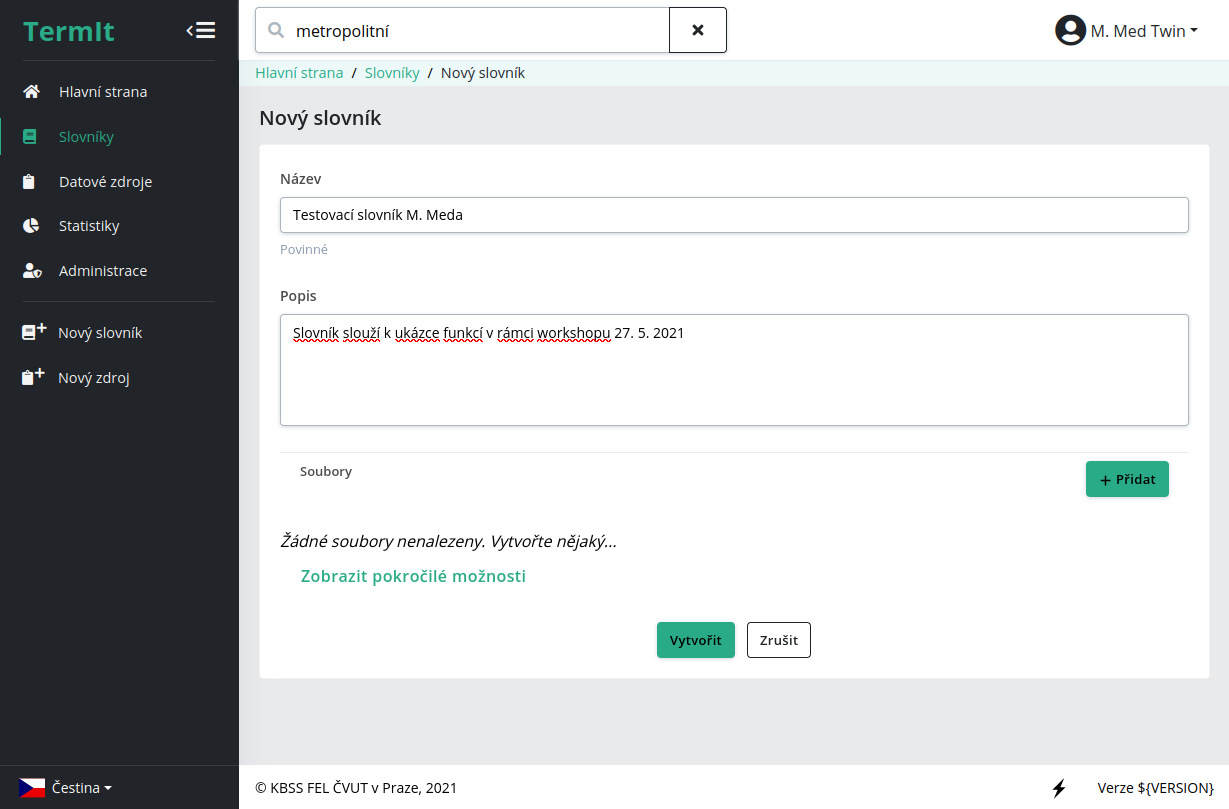 TermIt
metropolitní
M. Med Twin
Hlavní strana / Slovníky / Nový slovník
Hlavní strana
Slovníky
Datové zdroje
Statistiky
Administrace
Nový slovník
Nový zdroj
Nový slovník
Název
Testovací slovník M. Meda
Povinné
Popis
Slovník slouží k ukázce funkcí v rámci workshopu 27. 5. 2021
Soubory
+ Přidat
Žádné soubory nenalezeny. Vytvořte nějaký...
Zobrazit pokročilé možnosti
Vytvořit
Zrušit
Čestina
© KBSS FEL ČVUT v Praze, 2021
Verze ${VERSION}